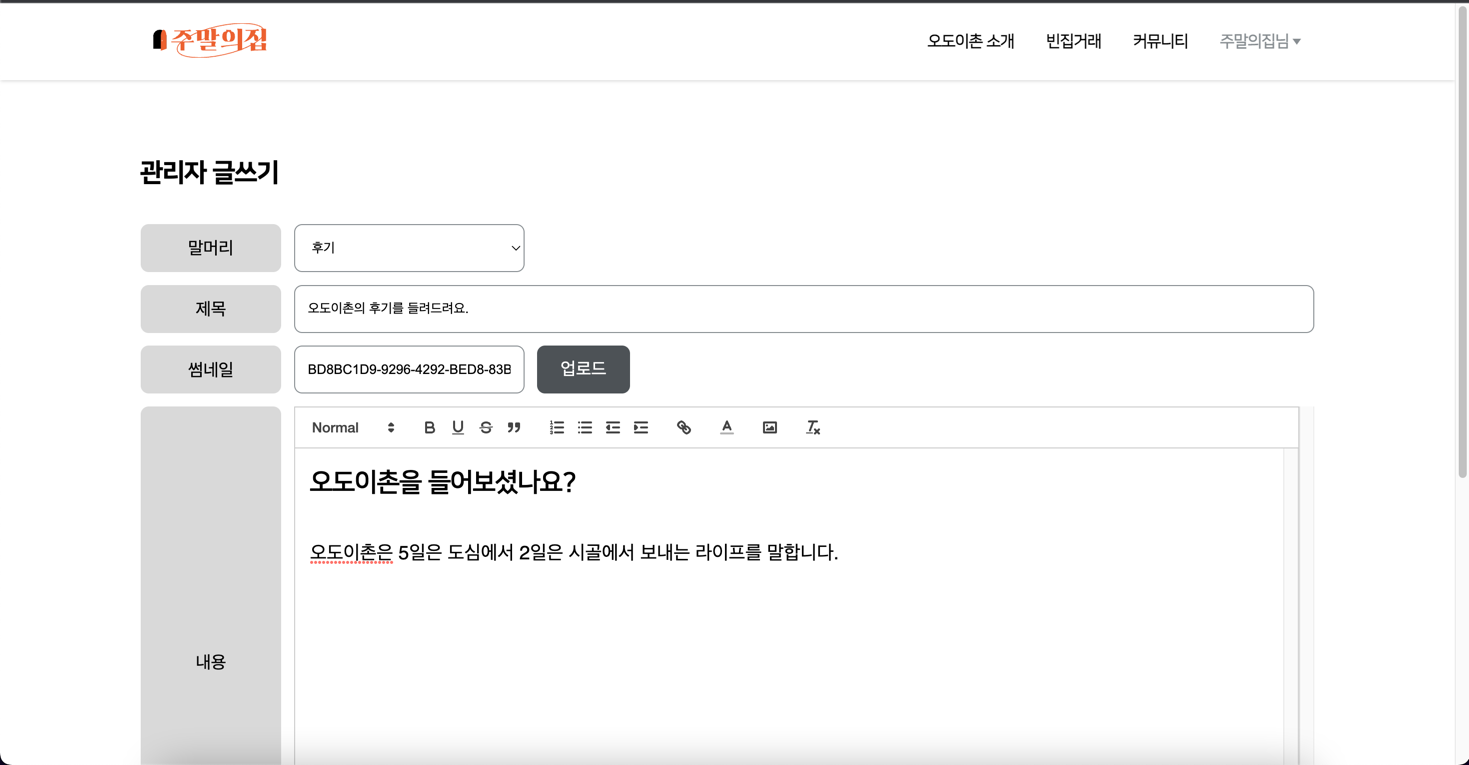 주말의집
오도이촌 소개 빈집거래 커뮤니티 주말의집님
관리자 글쓰기
말머리 후기
제목 오도이촌의 후기를 들려드려요.
썸네일 BD8BC1D9-9296-4292-BED8-83B 업로드
Normal
오도이촌을 들어보셨나요?
오도이촌은 5일은 도심에서 2일은 시골에서 보내는 라이프를 말합니다.
내용